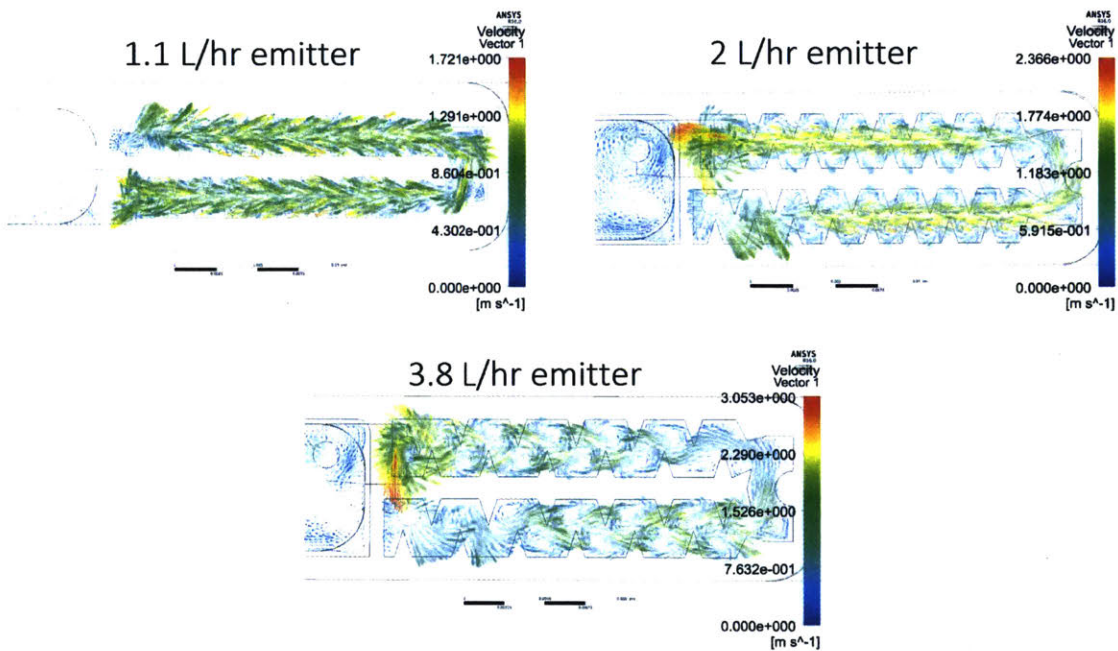 1.1 L/hr emitter
ANSYS
Velocity
Vector 1
1.721e+000
1.291e+000
8.604e-001
4.302e-001
0.000e+000
[m s^-1]
2 L/hr emitter
ANSYS
Velocity
Vector 1
2.366e+000
1.774e+000
1.183e+000
5.915e-001
0.000e+000
[m s^-1]
3.8 L/hr emitter
ANSYS
Velocity
Vector 1
3.053e+000
2.290e+000
1.526e+000
7.632e-001
0.000e+000
[m s^-1]